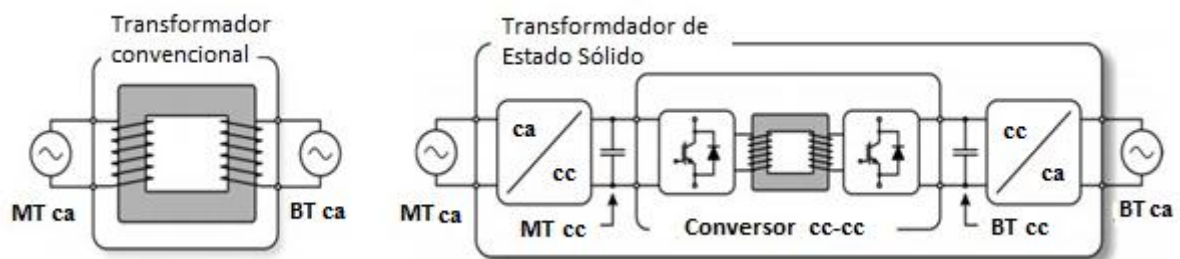 Transformador
convencional
MT ca
BT ca
Transformdador de
Estado Sólido
ca
cc
cc
ca
MT ca
MT cc
Conversor cc-cc
BT cc
BT ca